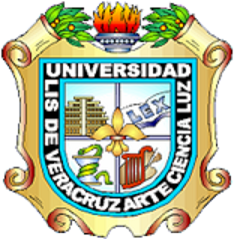 UNIVERSIDAD
LIS DE VERACRUZ ARTE CIENCIA LUZ
LEX